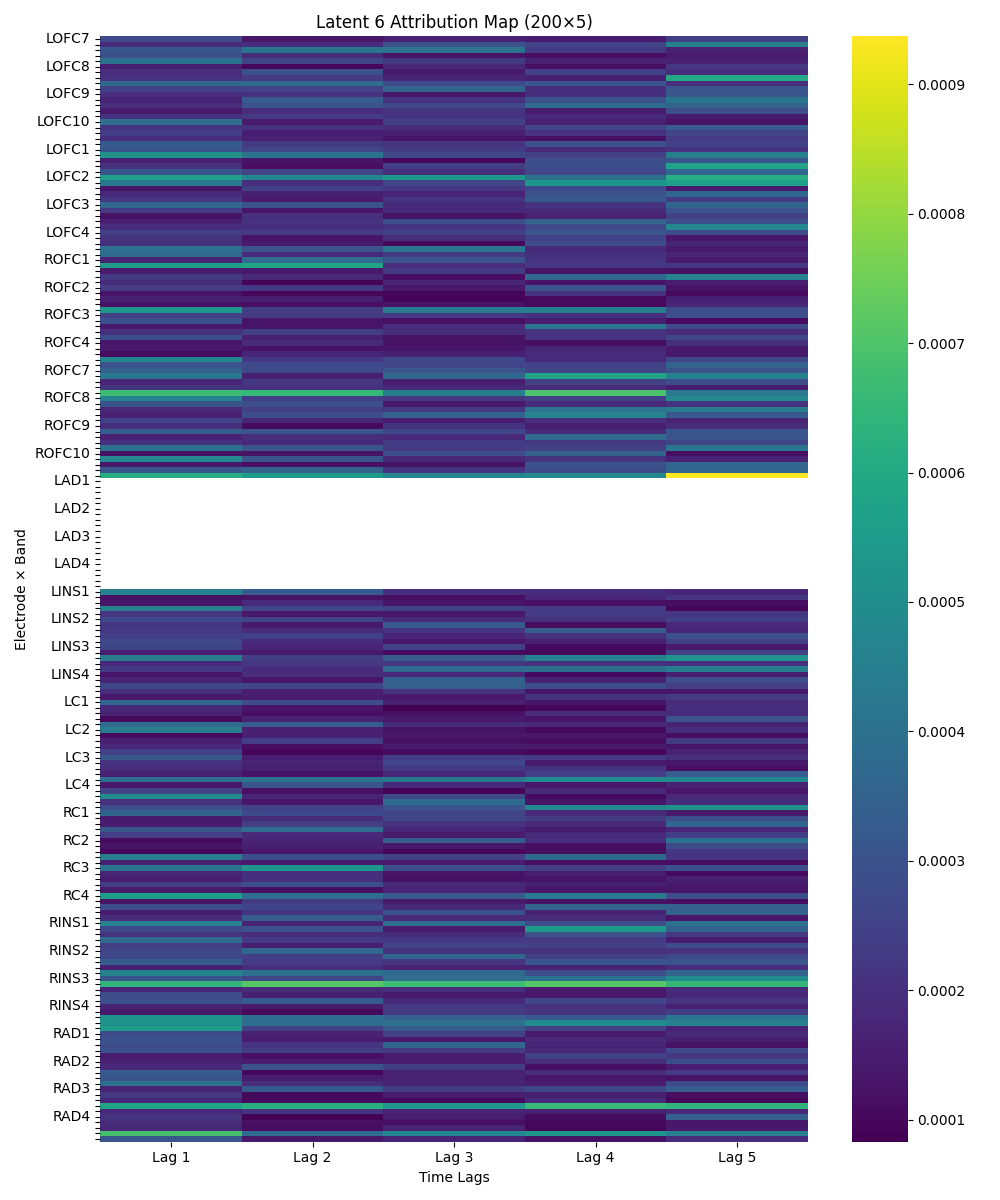 Latent 6 Attribution Map (200×5)
LOFC7
LOFC8
LOFC9
LOFC10
LOFC1
LOFC2
LOFC3
LOFC4
ROFC1
ROFC2
ROFC3
ROFC4
ROFC7
ROFC8
ROFC9
ROFC10
LAD1
LAD2
LAD3
LAD4
LINS1
LINS2
LINS3
LINS4
LC1
LC2
LC3
LC4
RC1
RC2
RC3
RC4
RINS1
RINS2
RINS3
RINS4
RAD1
RAD2
RAD3
RAD4
Electrode × Band
Lag 1 Lag 2 Lag 3 Lag 4 Lag 5
Time Lags
0.0009
0.0008
0.0007
0.0006
0.0005
0.0004
0.0003
0.0002
0.0001